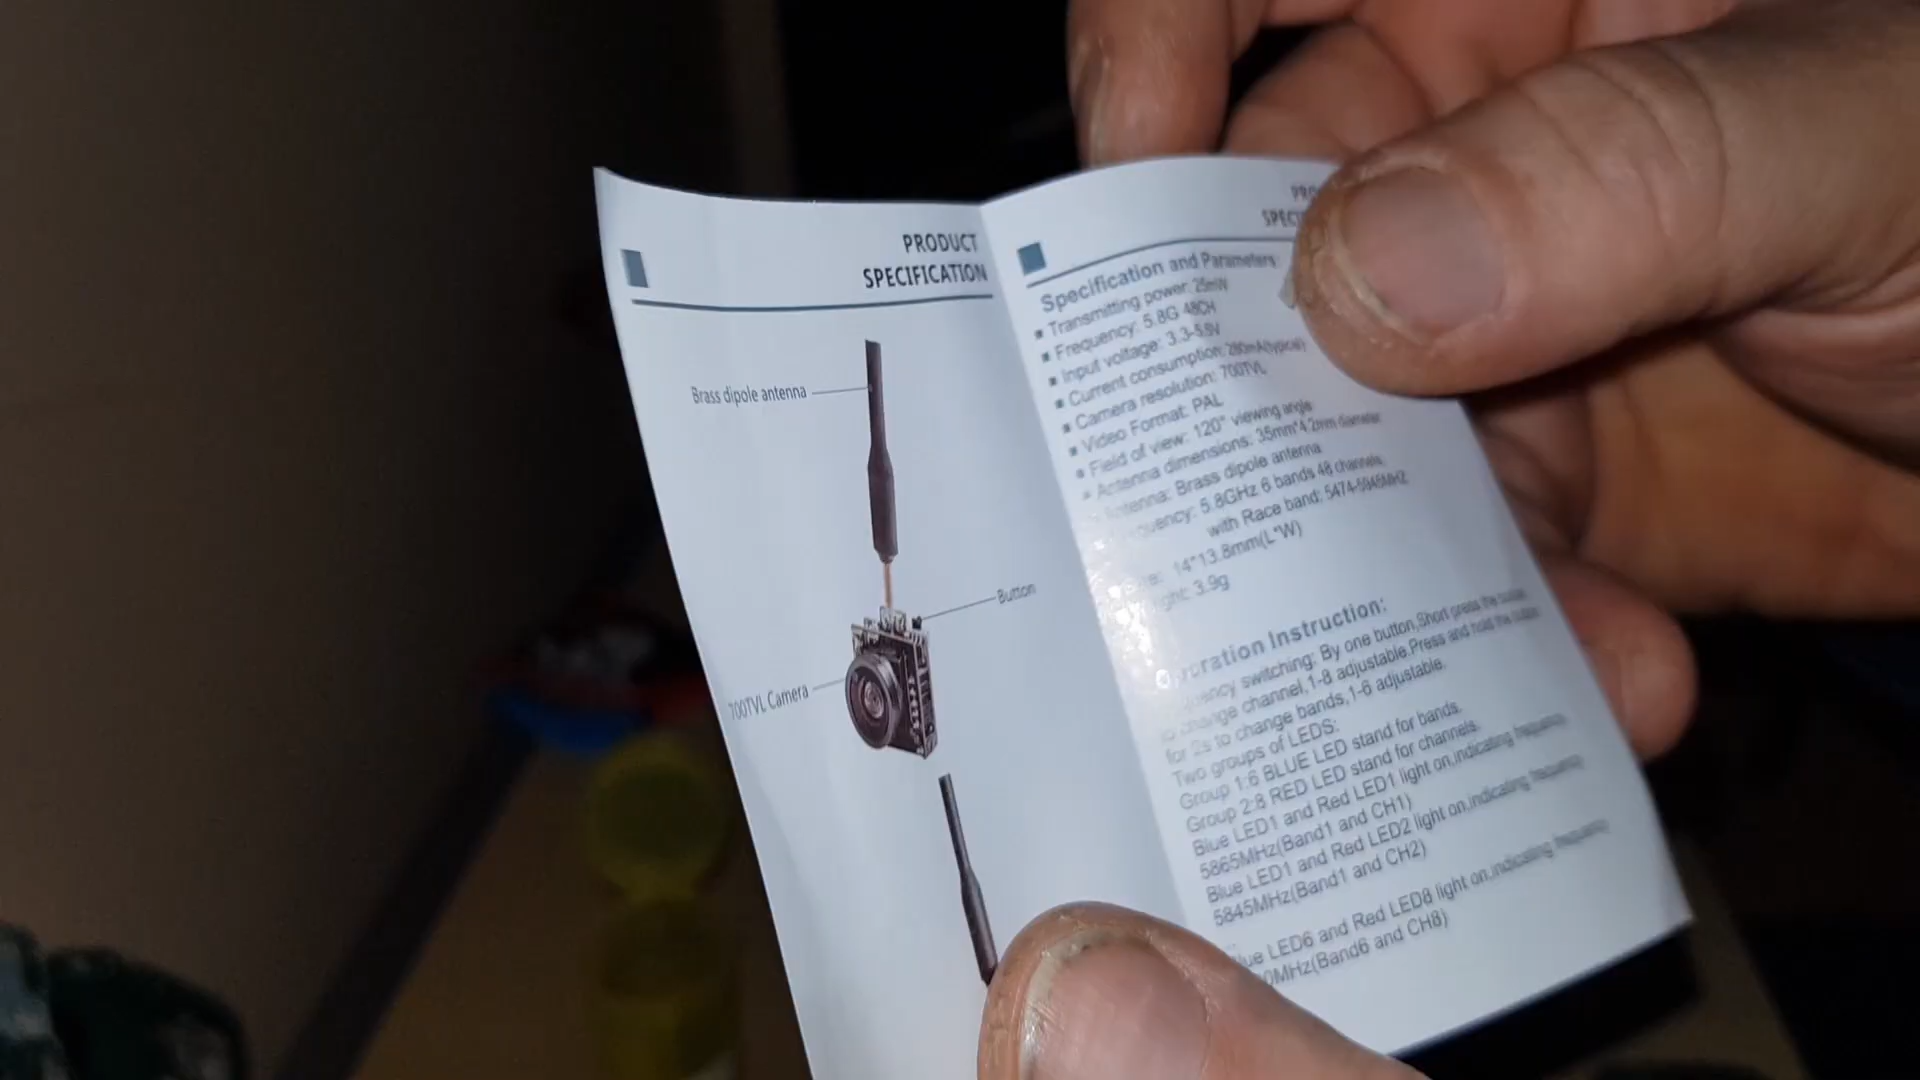 PRODUCT
SPECIFICATION
Brass dipole antenna
Button
700TVL Camera
Specification and Parameters
▪ Transmitting power: 25mW
▪ Frequency: 5.8G 48CH
▪ Input voltage: 3.3-5.5V
▪ Current consumption: 280mA(typical)
▪ Camera resolution: 700TVL
▪ Video Format: PAL
▪ Field of view: 120° viewing angle
▪ Antenna dimensions: 35mm*4.2mm diameter
Brass dipole antenna
5.8GHz 6 bands 48 channels,
with Race band: 5474-5945MHZ
14*13.8mm(L*W)
3.9g
Instruction:
switching: By one button,Short press the button
to change channel,1-8 adjustable.Press and hold the button
for 2s to change bands,1-6 adjustable.
Two groups of LEDS:
Group 1:6 BLUE LED stand for bands.
Group 2:8 RED LED stand for channels.
Blue LED1 and Red LED1 light on,indicating frequency
5865MHz(Band1 and CH1)
Blue LED1 and Red LED2 light on,indicating frequency
5845MHz(Band1 and CH2)
LED6 and Red LED8 light on,indicating frequency
(Band6 and CH8)